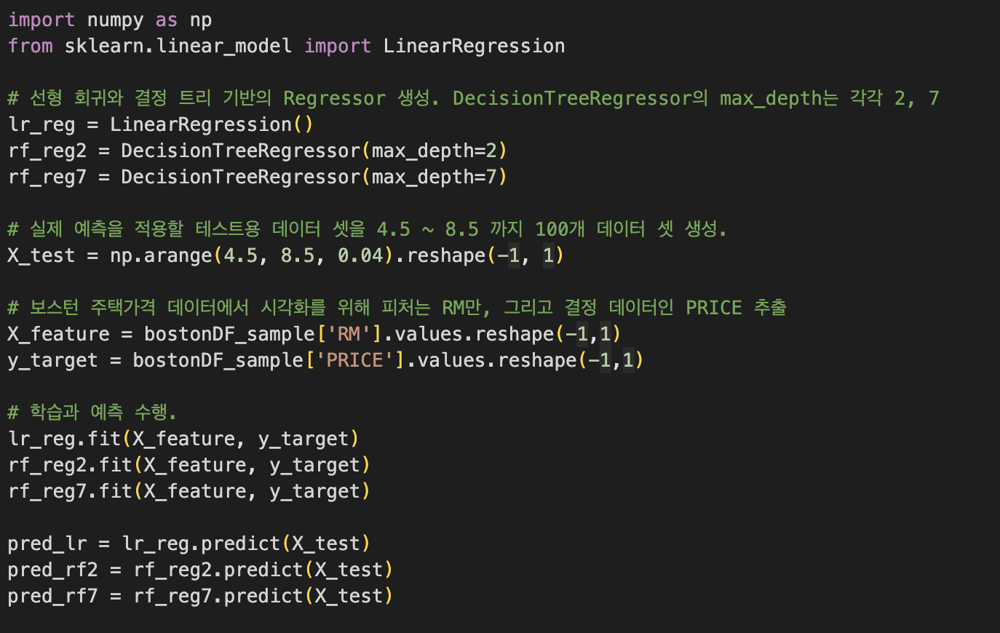 import numpy as np
from sklearn.linear_model import LinearRegression
# 선형 회귀와 결정 트리 기반의 Regressor 생성. DecisionTreeRegressor의 max_depth는 각각 2, 7
lr_reg = LinearRegression()
rf_reg2 = DecisionTreeRegressor(max_depth=2)
rf_reg7 = DecisionTreeRegressor(max_depth=7)
# 실제 예측을 적용할 테스트용 데이터 셋을 4.5 ~ 8.5 까지 100개 데이터 셋 생성.
X_test = np.arange(4.5, 8.5, 0.04).reshape(-1, 1)
# 보스턴 주택가격 데이터에서 시각화를 위해 피처는 RM만, 그리고 결정 데이터인 PRICE 추출
X_feature = bostonDF_sample['RM'].values.reshape(-1,1)
y_target = bostonDF_sample['PRICE'].values.reshape(-1,1)
# 학습과 예측 수행.
lr_reg.fit(X_feature, y_target)
rf_reg2.fit(X_feature, y_target)
rf_reg7.fit(X_feature, y_target)
pred_lr = lr_reg.predict(X_test)
pred_rf2 = rf_reg2.predict(X_test)
pred_rf7 = rf_reg7.predict(X_test)